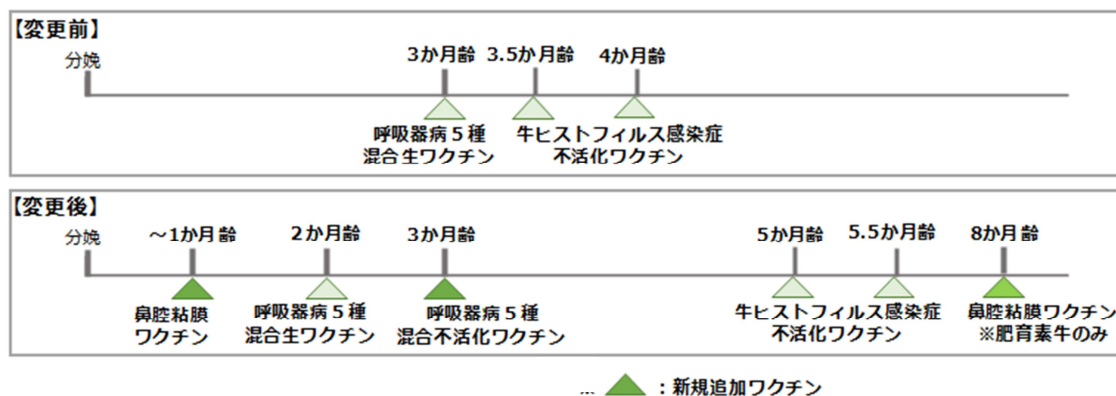 【変更前】
分娩
3か月齢 3.5か月齢 4か月齢
呼吸器病５種
混合生ワクチン
牛ヒストフィルス感染症
不活化ワクチン
【変更後】
分娩
～1か月齢 2か月齢 3か月齢 5か月齢 5.5か月齢 8か月齢
鼻腔粘膜
ワクチン
呼吸器病５種
混合生ワクチン
呼吸器病５種
混合不活化ワクチン
牛ヒストフィルス感染症
不活化ワクチン
鼻腔粘膜ワクチン
※肥育素牛のみ
… ：新規追加ワクチン